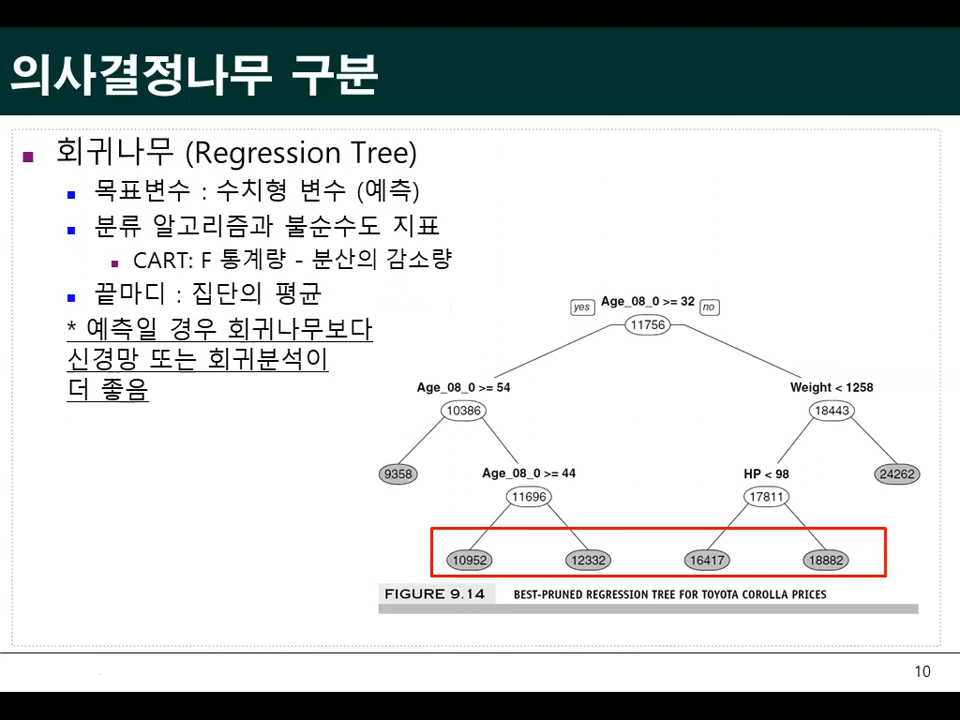 의사결정나무 구분
회귀나무 (Regression Tree)
목표변수 : 수치형 변수 (예측)
분류 알고리즘과 불순수도 지표
CART: F 통계량 - 분산의 감소량
끝마디 : 집단의 평균
* 예측일 경우 회귀나무보다
신경망 또는 회귀분석이
더 좋음
yes Age_08_0 >= 32 no
11756
Age_08_0 >= 54 Weight < 1258
10386 18443
9358 Age_08_0 >= 44 HP < 98 24262
11696 17811
10952 12332 16417 18882
FIGURE 9.14 BEST-PRUNED REGRESSION TREE FOR TOYOTA COROLLA PRICES
10